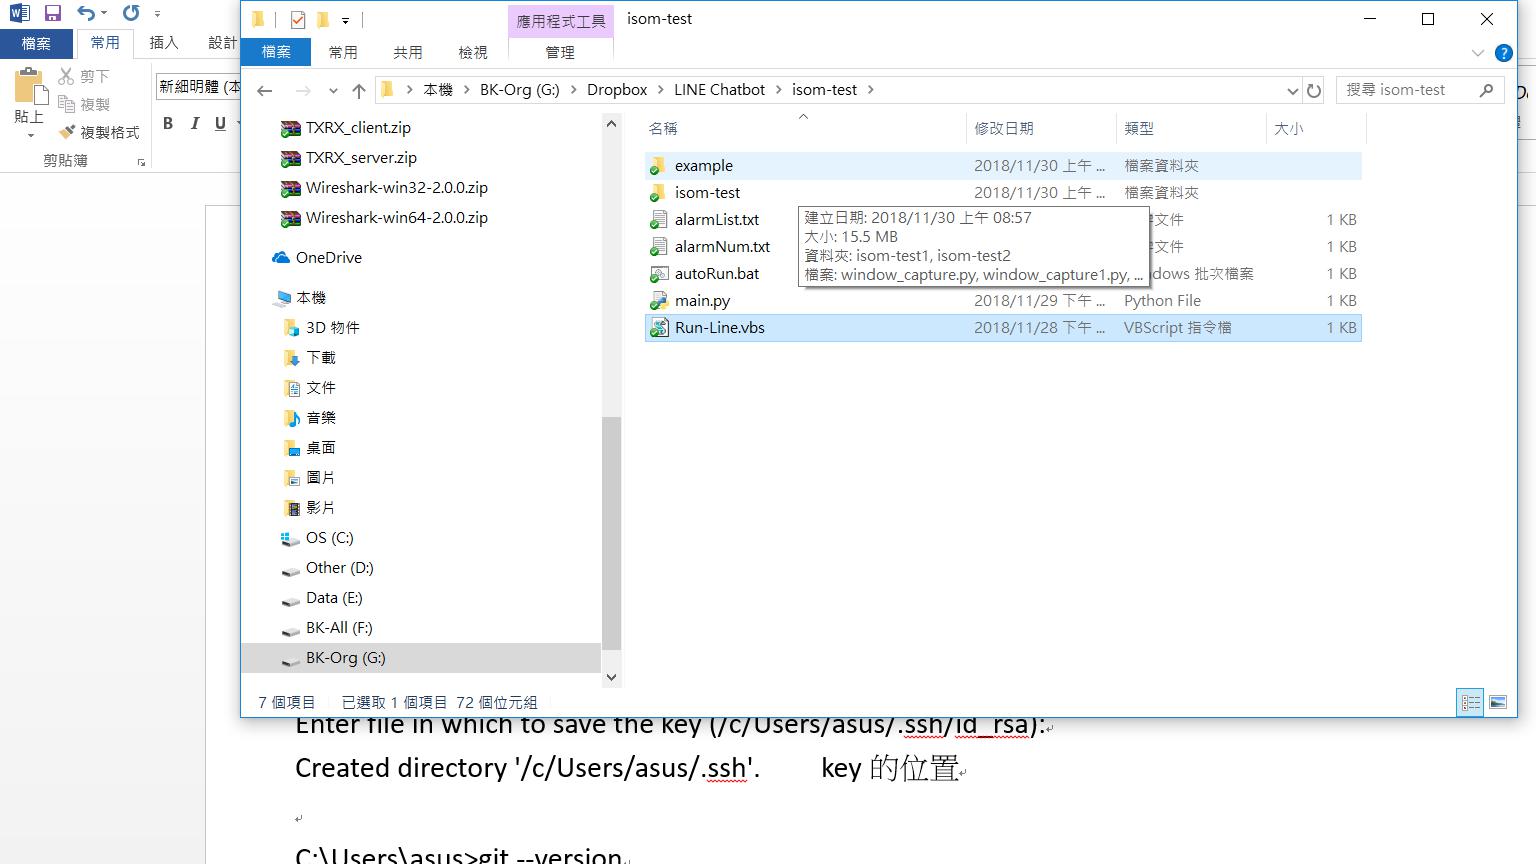 應用程式工具
isom-test
檔案
常用
插入
設計
檔案
常用
共用
檢視
管理
貼上
剪下
複製
複製格式
剪貼簿
新細明體 (本
B I U
本機
BK-Org (G:)
Dropbox
LINE Chatbot
isom-test
搜尋 isom-test
TXRX_client.zip
TXRX_server.zip
Wireshark-win32-2.0.0.zip
Wireshark-win64-2.0.0.zip
OneDrive
本機
3D 物件
下載
文件
音樂
桌面
圖片
影片
OS (C:)
Other (D:)
Data (E:)
BK-All (F:)
BK-Org (G:)
名稱 修改日期 類型 大小
example 2018/11/30 上午 ... 檔案資料夾
isom-test 2018/11/30 上午 ... 檔案資料夾
alarmList.txt 文件 1 KB
alarmNum.txt 文件 1 KB
autoRun.bat ndows 批次檔案 1 KB
main.py 2018/11/29 下午 ... Python File 1 KB
Run-Line.vbs 2018/11/28 下午 ... VBScript 指令檔 1 KB
建立日期: 2018/11/30 上午 08:57
大小: 15.5 MB
資料夾: isom-test1, isom-test2
檔案: window_capture.py, window_capture1.py, ...
7 個項目 已選取 1 個項目 72 個位元組
Enter file in which to save the key (/c/Users/asus/.ssh/id_rsa):
Created directory '/c/Users/asus/.ssh'. key 的位置
C:\Users\asus>git --version